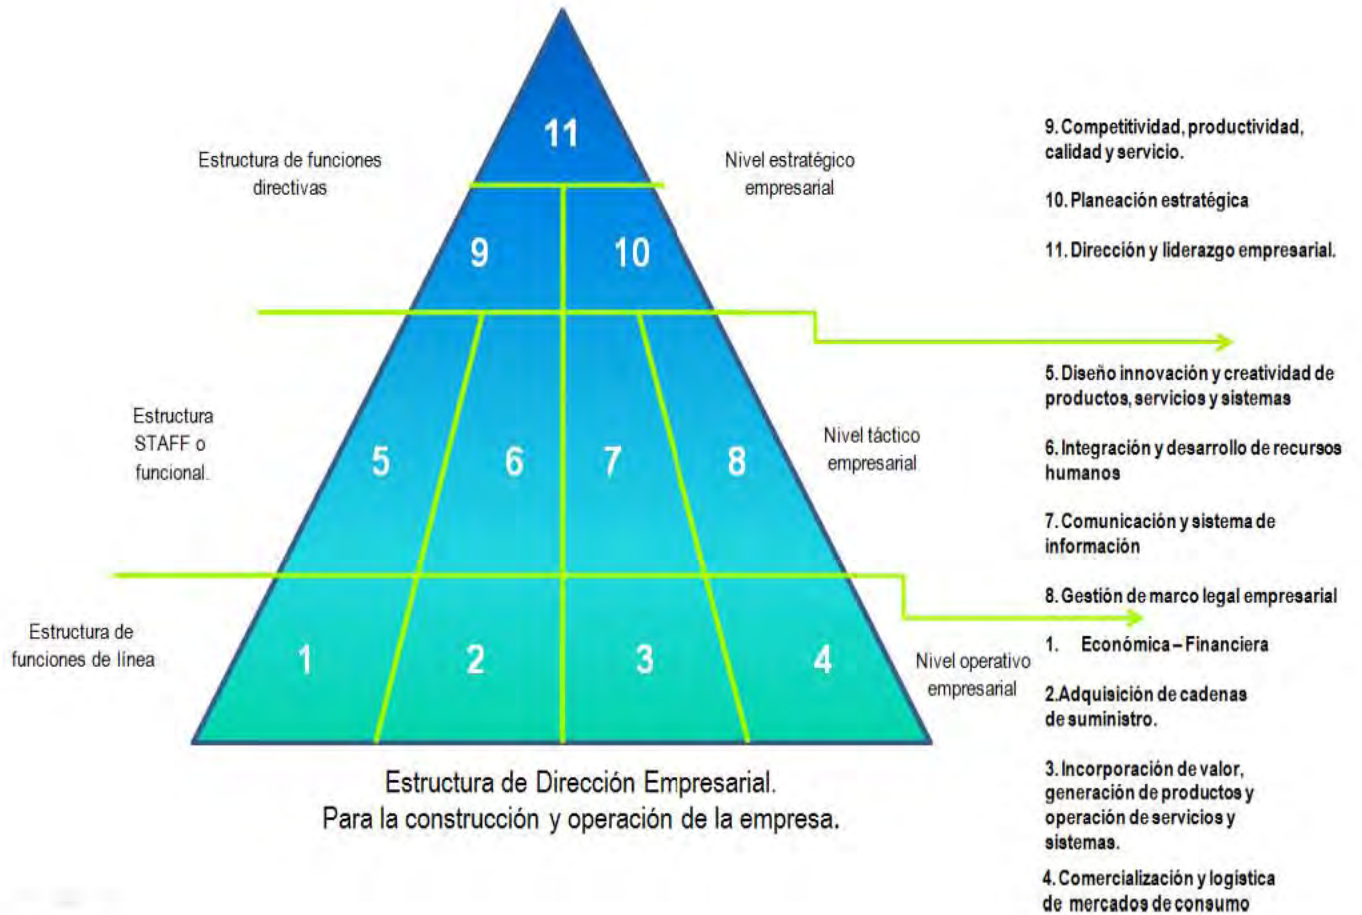 11
Estructura de funciones
directivas
Nivel estratégico
empresarial
9
10
9. Competitividad, productividad,
calidad y servicio.
10. Planeación estratégica
11. Dirección y liderazgo empresarial.
Estructura
STAFF o
funcional.
5
6
7
8
Nivel táctico
empresarial
5. Diseño innovación y creatividad de
productos, servicios y sistemas
6. Integración y desarrollo de recursos
humanos
7. Comunicación y sistema de
información
8. Gestión de marco legal empresarial
Estructura de
funciones de línea
1
2
3
4
Nivel operativo
empresarial
1. Económica – Financiera
2.Adquisición de cadenas
de suministro.
3. Incorporación de valor,
generación de productos y
operación de servicios y
sistemas.
4. Comercialización y logística
de mercados de consumo
Estructura de Dirección Empresarial.
Para la construcción y operación de la empresa.